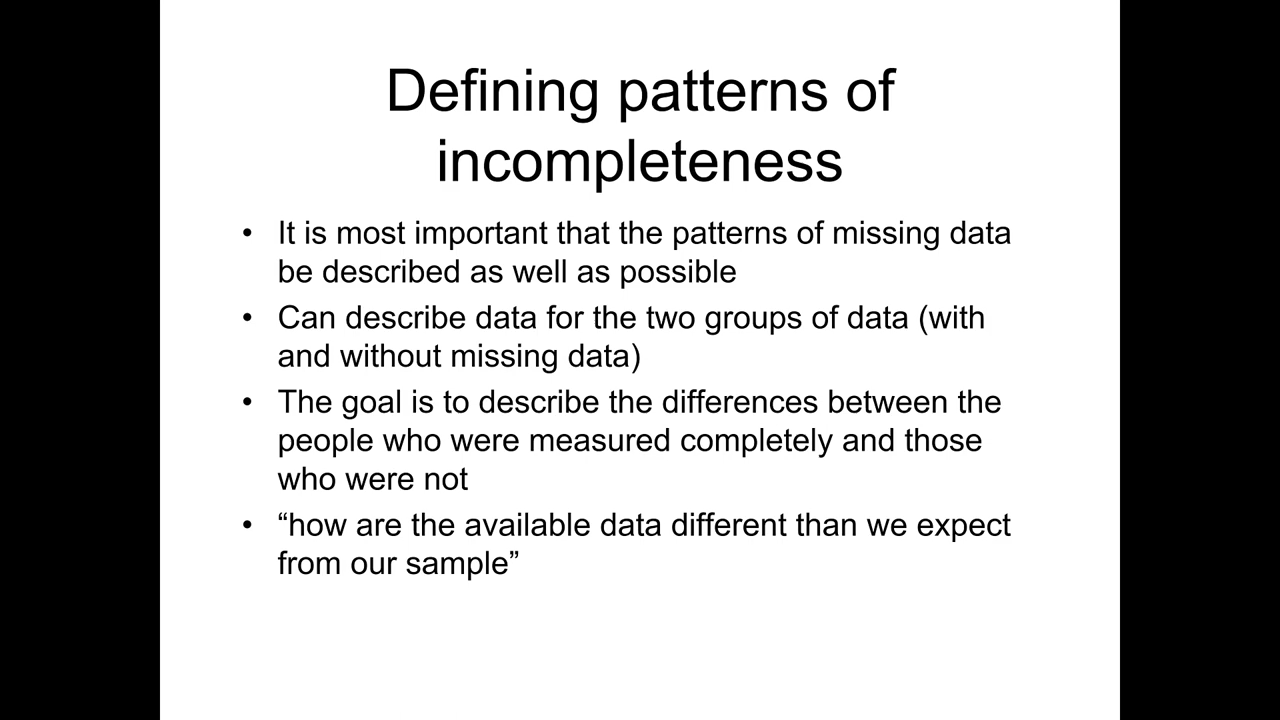 Defining patterns of
incompleteness
• It is most important that the patterns of missing data
be described as well as possible
• Can describe data for the two groups of data (with
and without missing data)
• The goal is to describe the differences between the
people who were measured completely and those
who were not
• “how are the available data different than we expect
from our sample”